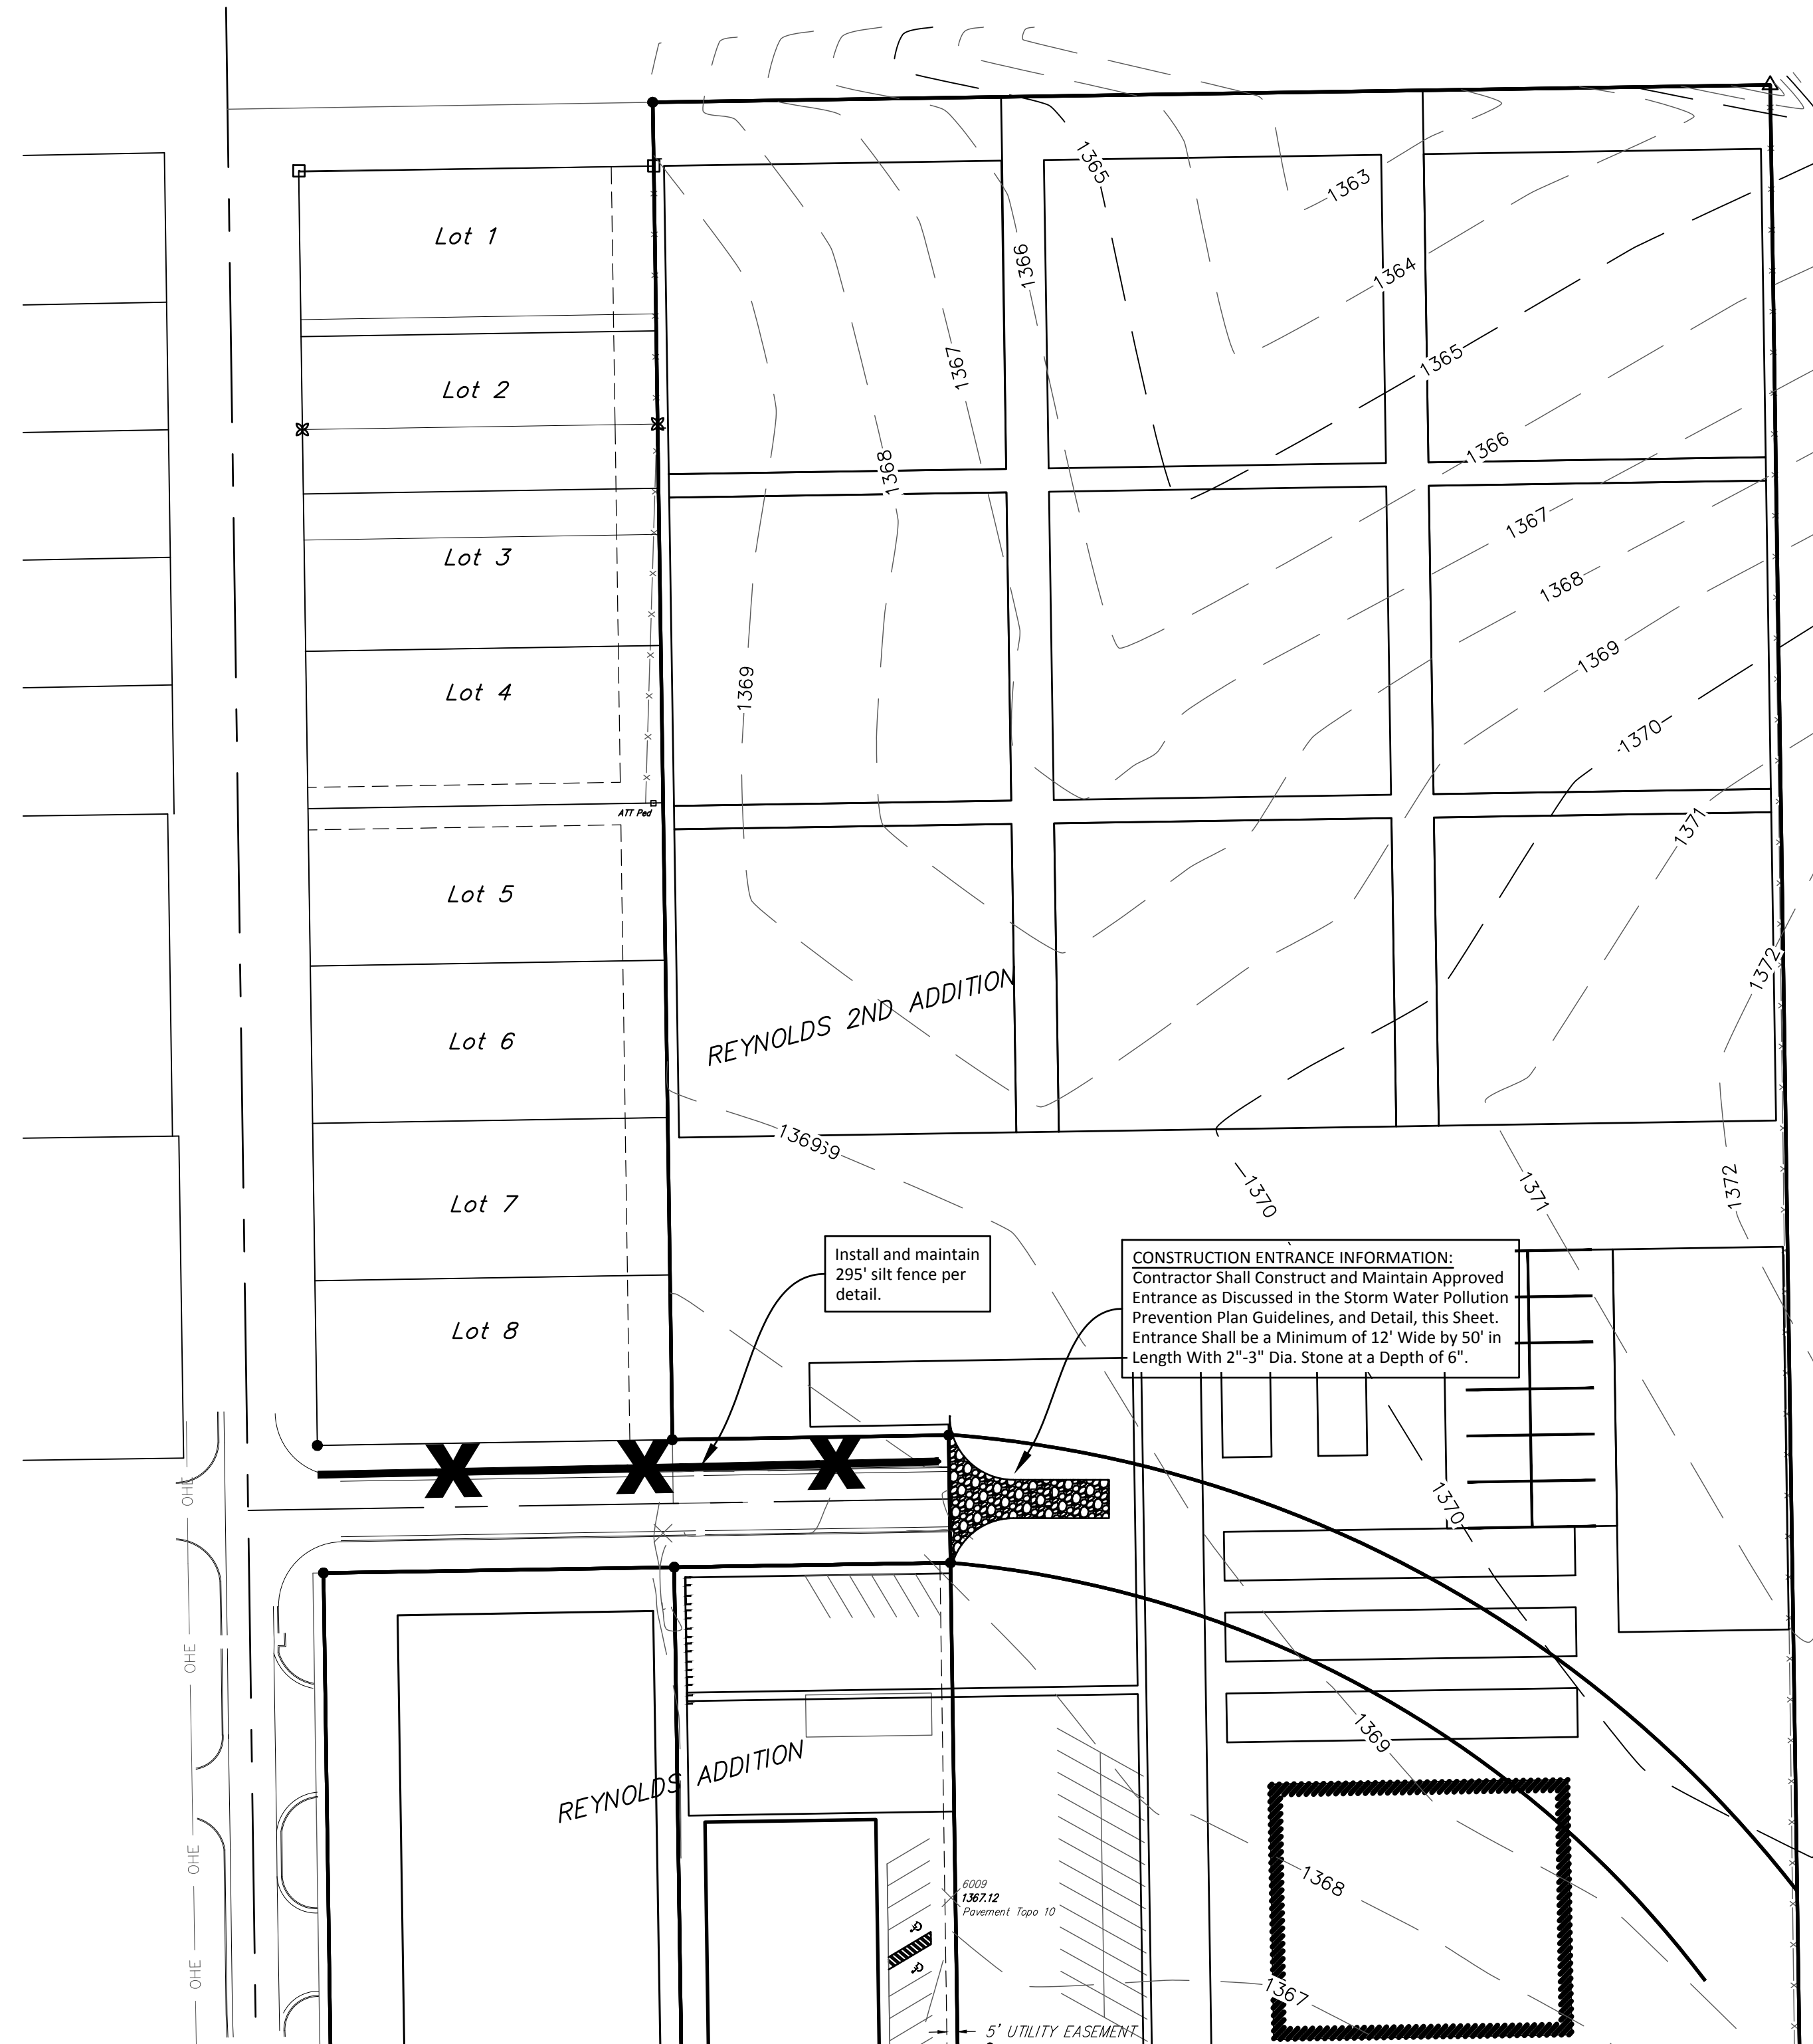 1365
1363
Lot 1
1366
1364
1367
1365
Lot 2
1368
1366
1367
Lot 3
1368
1369
1369
Lot 4
1370
ATT Ped
1371
Lot 5
1372
REYNOLDS 2ND ADDITION
Lot 6
1369
1370
1371
1372
Lot 7
Install and maintain
295' silt fence per
detail.
CONSTRUCTION ENTRANCE INFORMATION:
Contractor Shall Construct and Maintain Approved
Entrance as Discussed in the Storm Water Pollution
Prevention Plan Guidelines, and Detail, this Sheet.
Entrance Shall be a Minimum of 12' Wide by 50' in
Length With 2"-3" Dia. Stone at a Depth of 6".
Lot 8
X X X
OHE
1370
OHE
1369
REYNOLDS ADDITION
OHE
1368
6009
1367.12
Pavement Topo 10
OHE
1367
5' UTILITY EASEMENT